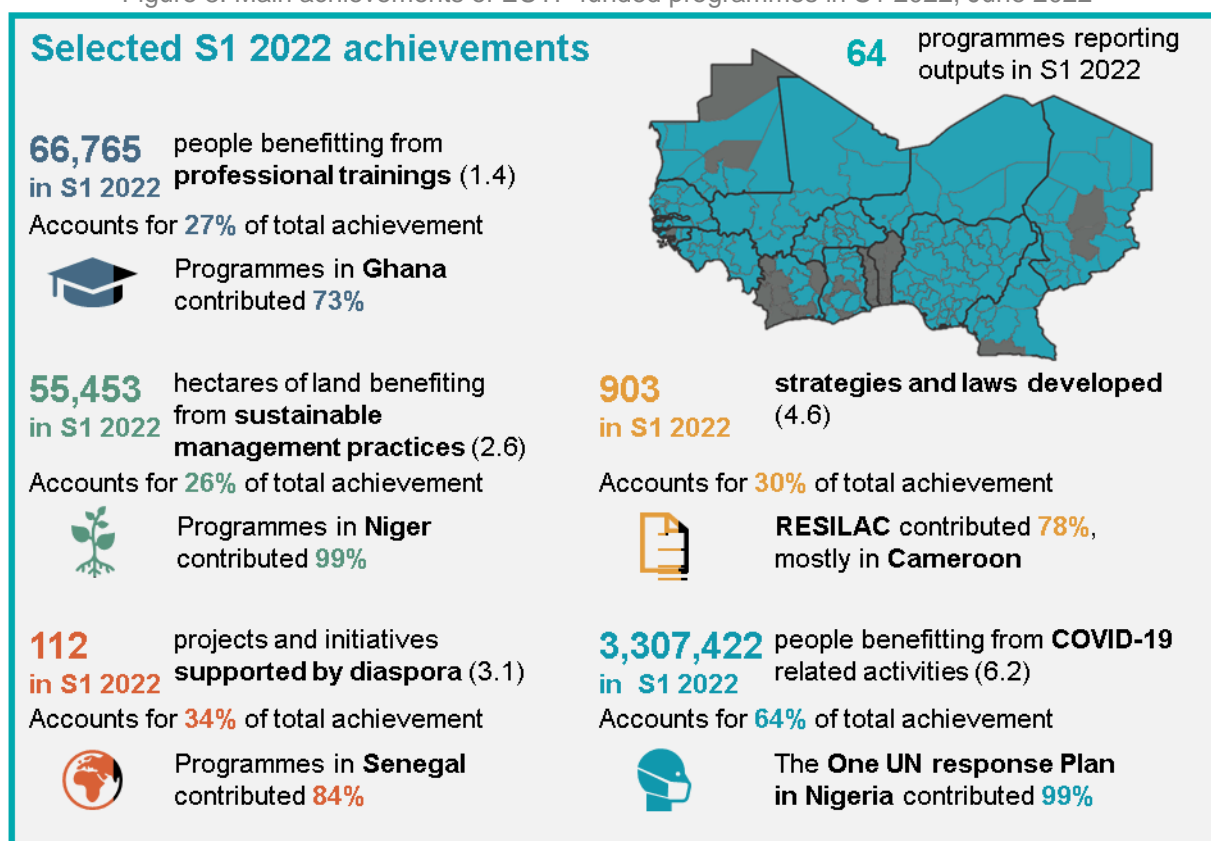 Selected S1 2022 achievements
64
programmes reporting
outputs in S1 2022
66,765
in S1 2022
people benefitting from
professional trainings (1.4)
Accounts for 27% of total achievement
Programmes in Ghana
contributed 73%
55,453
in S1 2022
hectares of land benefiting
from sustainable
management practices (2.6)
Accounts for 26% of total achievement
Programmes in Niger
contributed 99%
903
in S1 2022
strategies and laws developed
(4.6)
Accounts for 30% of total achievement
RESILAC contributed 78%,
mostly in Cameroon
112
in S1 2022
projects and initiatives
supported by diaspora (3.1)
Accounts for 34% of total achievement
Programmes in Senegal
contributed 84%
3,307,422
in S1 2022
people benefitting from COVID-19
related activities (6.2)
Accounts for 64% of total achievement
The One UN response Plan
in Nigeria contributed 99%